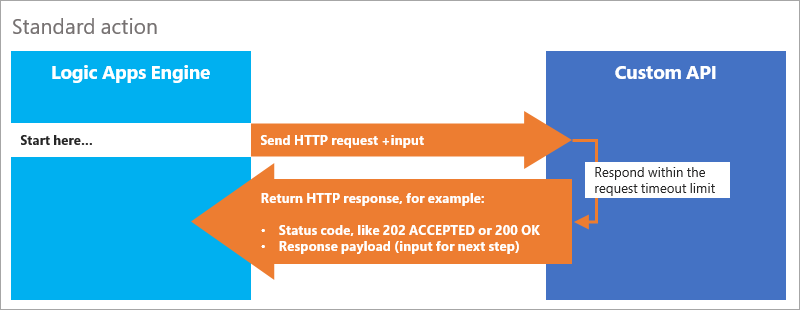 Standard action
Logic Apps Engine
Custom API
Start here...
Send HTTP request +input
Respond within the
request timeout limit
Return HTTP response, for example:
• Status code, like 202 ACCEPTED or 200 OK
• Response payload (input for next step)